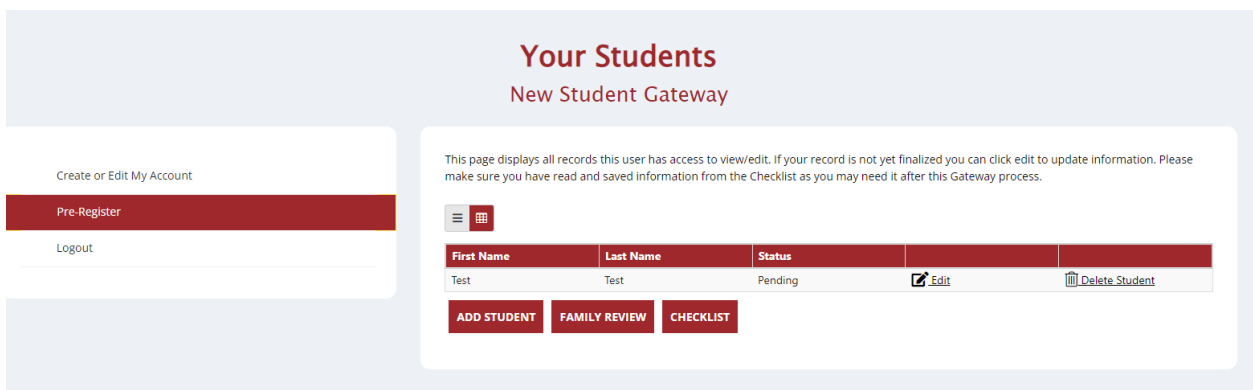 Your Students
New Student Gateway
Create or Edit My Account
Pre-Register
Logout
This page displays all records this user has access to view/edit. If your record is not yet finalized you can click edit to update information. Please
make sure you have read and saved information from the Checklist as you may need it after this Gateway process.
First Name Last Name Status
Test Test Pending Edit Delete Student
ADD STUDENT FAMILY REVIEW CHECKLIST